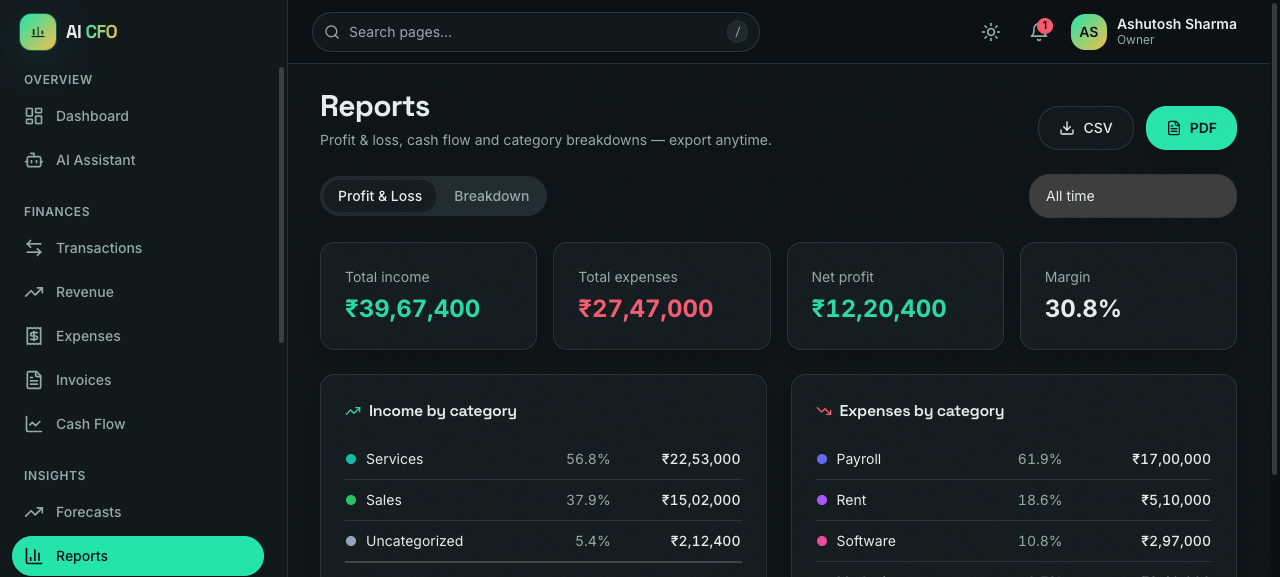 AI CFO
OVERVIEW
Dashboard
AI Assistant
FINANCES
Transactions
Revenue
Expenses
Invoices
Cash Flow
INSIGHTS
Forecasts
Reports
Search pages... /
1
AS
Ashutosh Sharma
Owner
Reports
Profit & loss, cash flow and category breakdowns — export anytime.
CSV
PDF
Profit & Loss Breakdown
All time
Total income
₹39,67,400
Total expenses
₹27,47,000
Net profit
₹12,20,400
Margin
30.8%
Income by category
Services 56.8% ₹22,53,000
Sales 37.9% ₹15,02,000
Uncategorized 5.4% ₹2,12,400
Expenses by category
Payroll 61.9% ₹17,00,000
Rent 18.6% ₹5,10,000
Software 10.8% ₹2,97,000